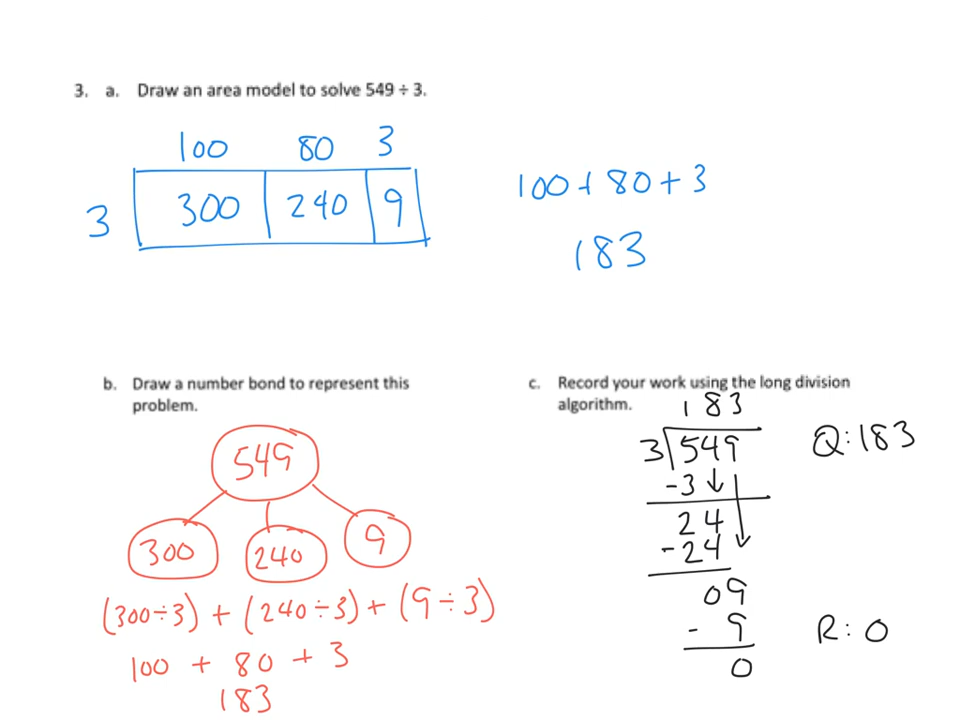 3. a. Draw an area model to solve 549 ÷ 3.
100 80 3
3 300 240 9
100 + 80 + 3
183
b. Draw a number bond to represent this
problem.
549
300 240 9
(300÷3) + (240÷3) + (9÷3)
100 + 80 + 3
183
c. Record your work using the long division
algorithm.
183
3 549
Q: 183
-3
24
-24
09
- 9
R: 0
0